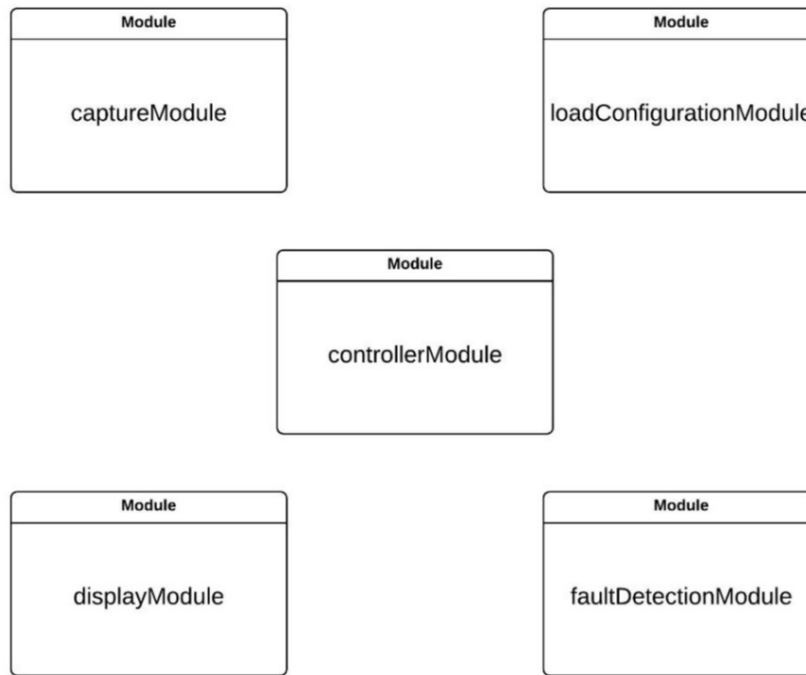 Module
captureModule
Module
loadConfigurationModule
Module
controllerModule
Module
displayModule
Module
faultDetectionModule